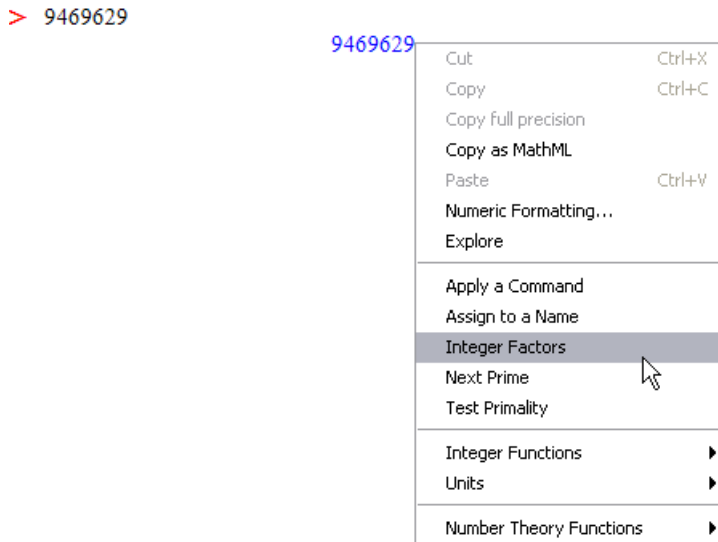 > 9469629
9469629
Cut Ctrl+X
Copy Ctrl+C
Copy full precision
Copy as MathML
Paste Ctrl+V
Numeric Formatting...
Explore
Apply a Command
Assign to a Name
Integer Factors
Next Prime
Test Primality
Integer Functions
Units
Number Theory Functions